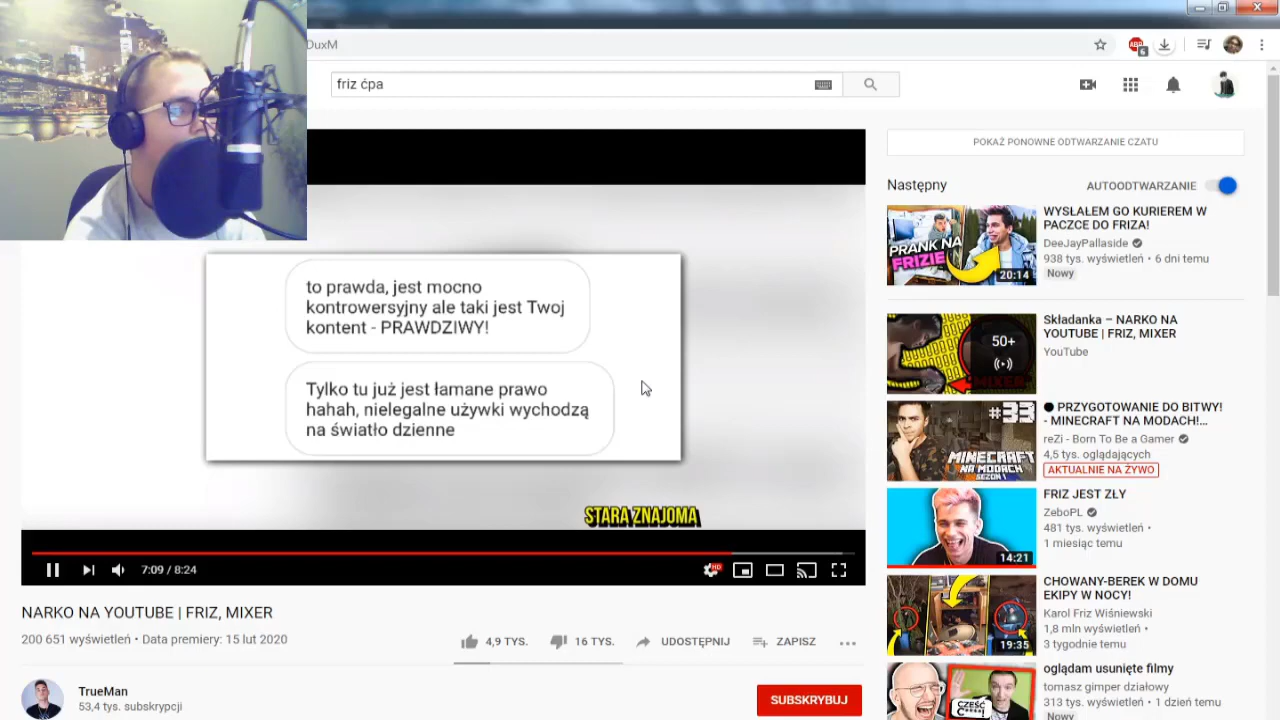 DuxM
ABP
6
friz ćpa
POKAŻ PONOWNE ODTWARZANIE CZATU
Następny
AUTOODTWARZANIE
PRANK NA
FRIZIE
20:14
WYSŁAŁEM GO KURIEREM W
PACZCE DO FRIZA!
DeeJayPallaside
938 tys. wyświetleń • 6 dni temu
Nowy
to prawda, jest mocno
kontrowersyjny ale taki jest Twoj
kontent - PRAWDZIWY!
Tylko tu już jest łamane prawo
hahah, nielegalne używki wychodzą
na światło dzienne
STARA ZNAJOMA
50+
MIXER
Składanka – NARKO NA
YOUTUBE | FRIZ, MIXER
YouTube
#33
MINECRAFT
NA MODACH
SEZON 1
PRZYGOTOWANIE DO BITWY!
- MINECRAFT NA MODACH!...
reZi - Born To Be a Gamer
4,5 tys. oglądających
AKTUALNIE NA ŻYWO
14:21
FRIZ JEST ZŁY
ZeboPL
481 tys. wyświetleń •
1 miesiąc temu
7:09 / 8:24
HD
19:35
CHOWANY-BEREK W DOMU
EKIPY W NOCY!
Karol Friz Wiśniewski
1,8 mln wyświetleń •
3 tygodnie temu
NARKO NA YOUTUBE | FRIZ, MIXER
200 651 wyświetleń • Data premiery: 15 lut 2020
4,9 TYS.
16 TYS.
UDOSTĘPNIJ
ZAPISZ
TrueMan
53,4 tys. subskrypcji
SUBSKRYBUJ
CZEŚĆ
oglądam usunięte filmy
tomasz gimper działowy
313 tys. wyświetleń • 1 dzień temu
Nowy